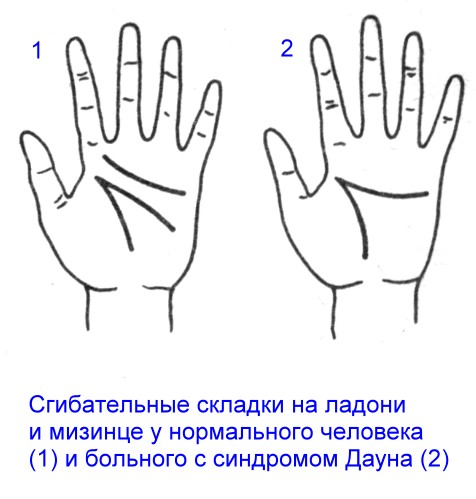 1
2
Сгибательные складки на ладони
и мизинце у нормального человека
(1) и больного с синдромом Дауна (2)